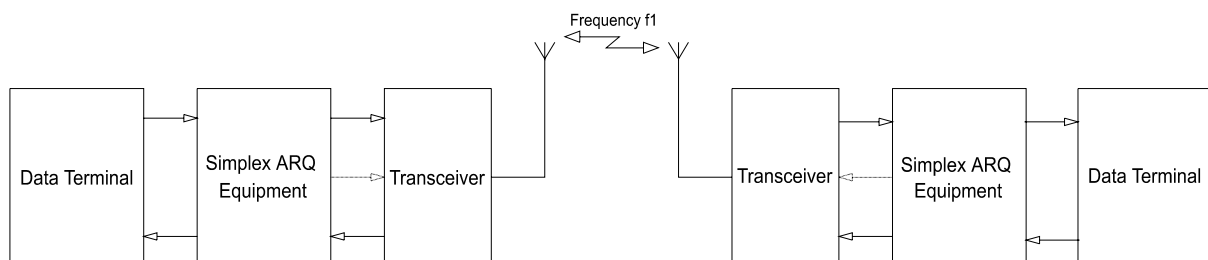 Frequency f1
Data Terminal
Simplex ARQ
Equipment
Transceiver
Transceiver
Simplex ARQ
Equipment
Data Terminal